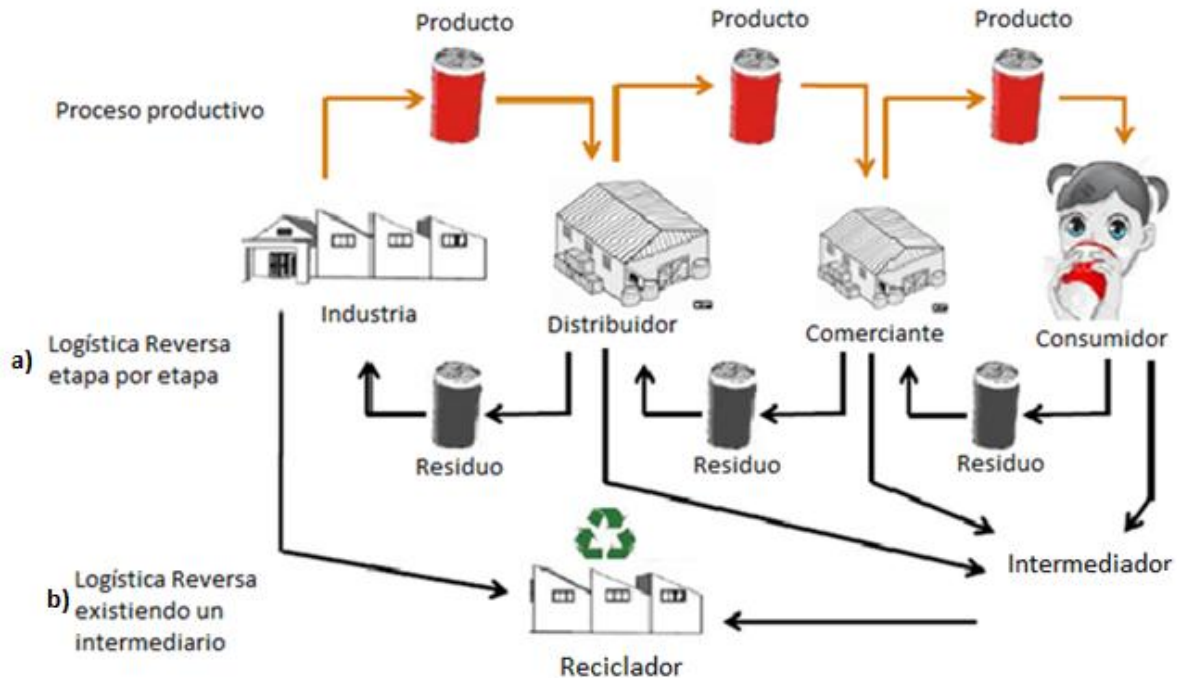 Producto
Producto
Producto
Proceso productivo
Industria
Distribuidor
Comerciante
Consumidor
a) Logística Reversa
etapa por etapa
Residuo
Residuo
Residuo
Intermediador
b) Logística Reversa
existiendo un
intermediario
Reciclador